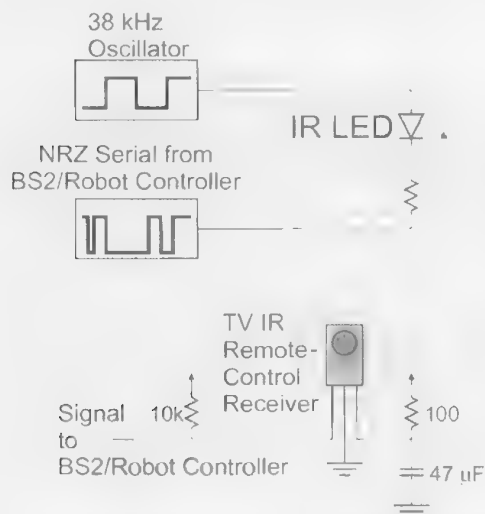 38 kHz
Oscillator
IR LED
NRZ Serial from
BS2/Robot Controller
TV IR
Remote-
Control
Receiver
Signal 10k
to
BS2/Robot Controller
100
47 uF